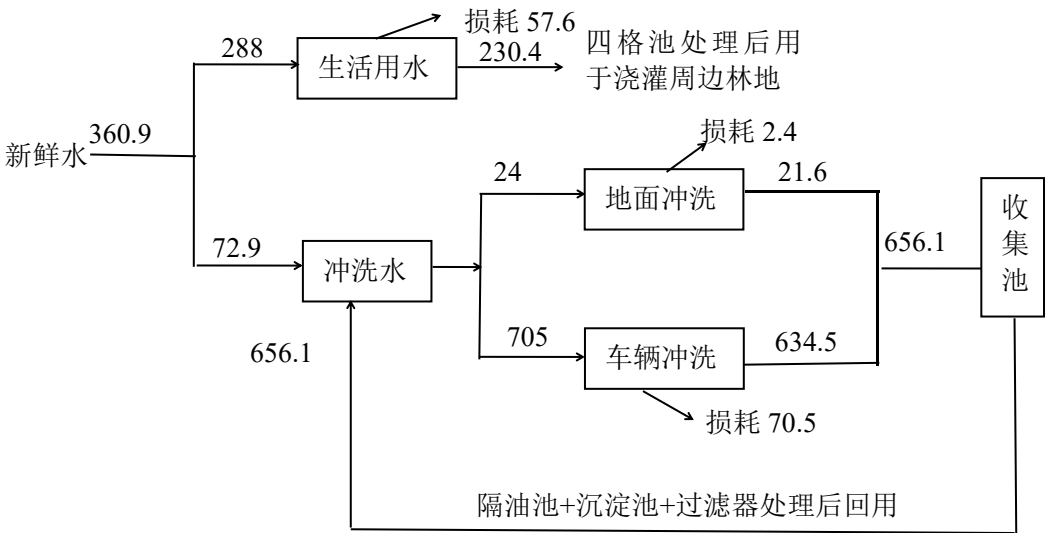 损耗 57.6
288
生活用水
230.4
四格池处理后用
于浇灌周边林地
新鲜水
360.9
损耗 2.4
24
地面冲洗
21.6
收
集
池
72.9
冲洗水
656.1
656.1
705
车辆冲洗
634.5
损耗 70.5
隔油池+沉淀池+过滤器处理后回用